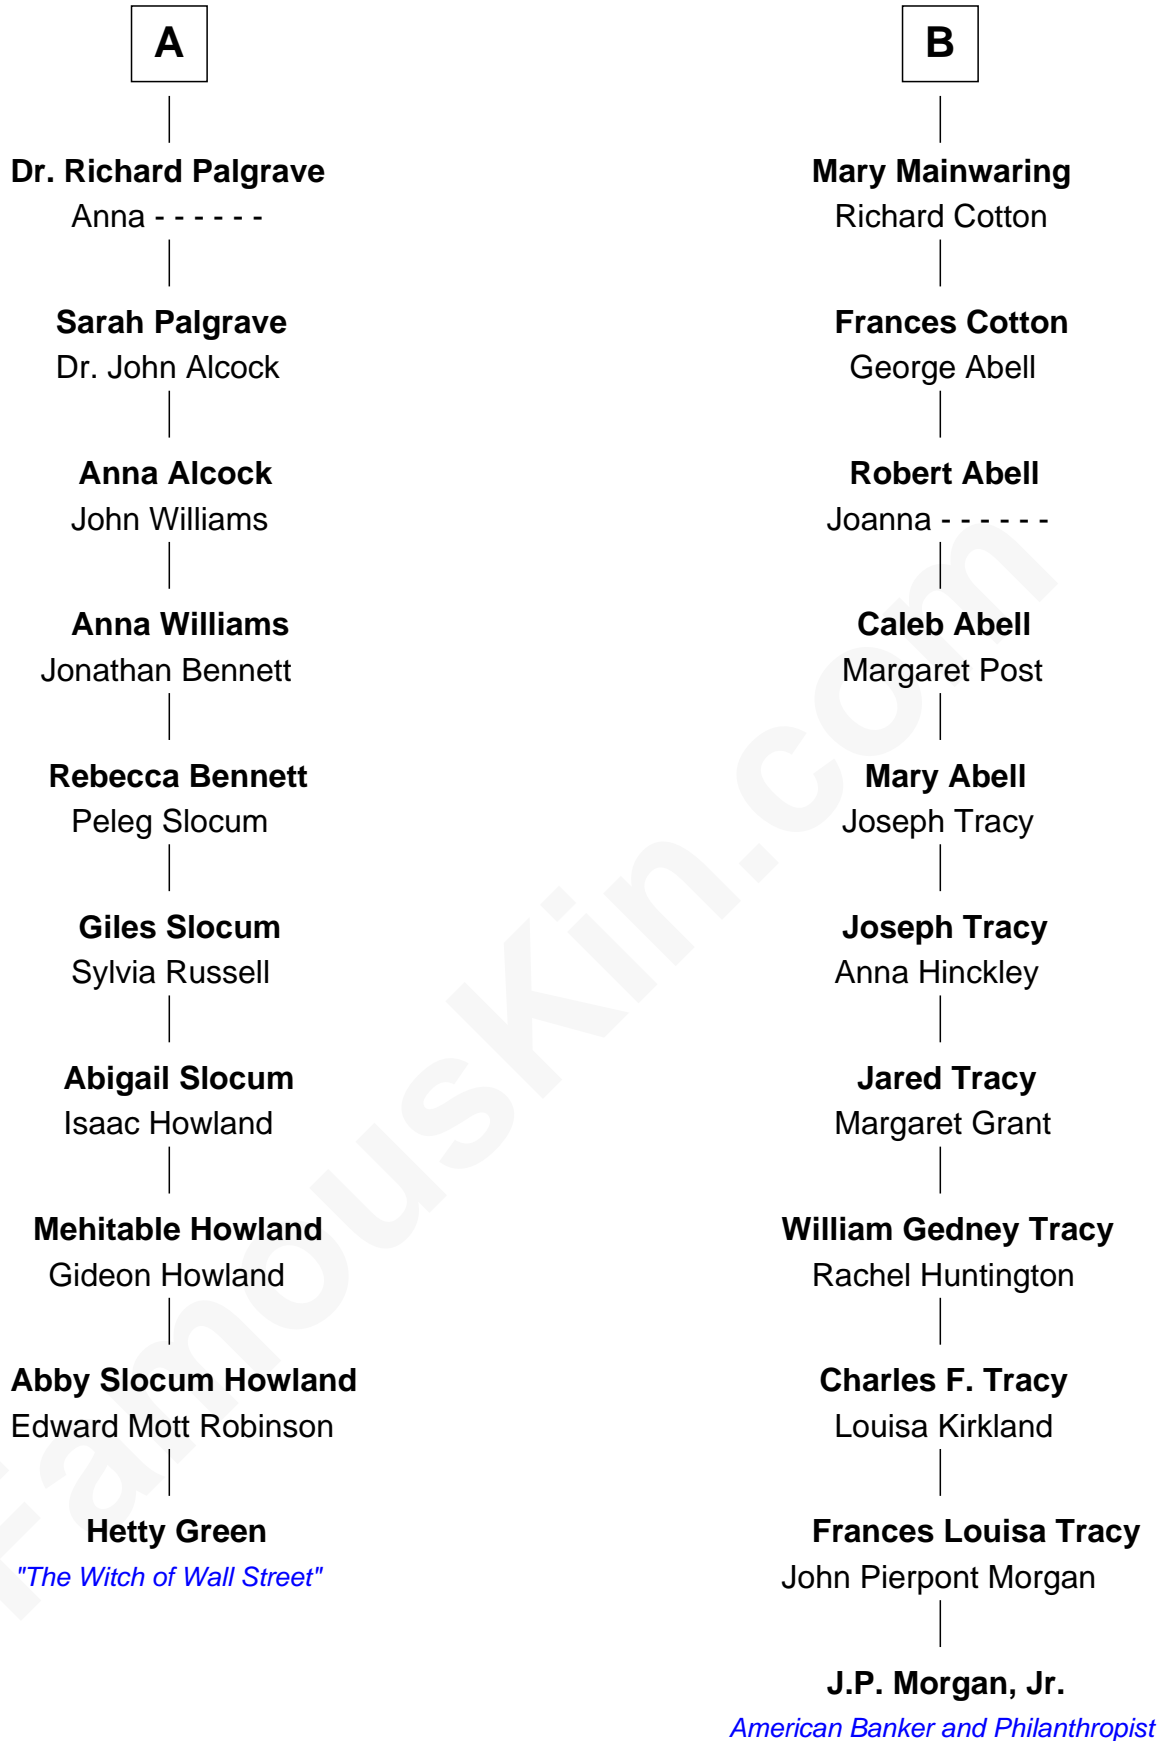 A
Dr. Richard Palgrave
Anna - - - - - -
Sarah Palgrave
Dr. John Alcock
Anna Alcock
John Williams
Anna Williams
Jonathan Bennett
Rebecca Bennett
Peleg Slocum
Giles Slocum
Sylvia Russell
Abigail Slocum
Isaac Howland
Mehitable Howland
Gideon Howland
Abby Slocum Howland
Edward Mott Robinson
Hetty Green
"The Witch of Wall Street"
B
Mary Mainwaring
Richard Cotton
Frances Cotton
George Abell
Robert Abell
Joanna - - - - - -
Caleb Abell
Margaret Post
Mary Abell
Joseph Tracy
Joseph Tracy
Anna Hinckley
Jared Tracy
Margaret Grant
William Gedney Tracy
Rachel Huntington
Charles F. Tracy
Louisa Kirkland
Frances Louisa Tracy
John Pierpont Morgan
J.P. Morgan, Jr.
American Banker and Philanthropist
FamousKin.com